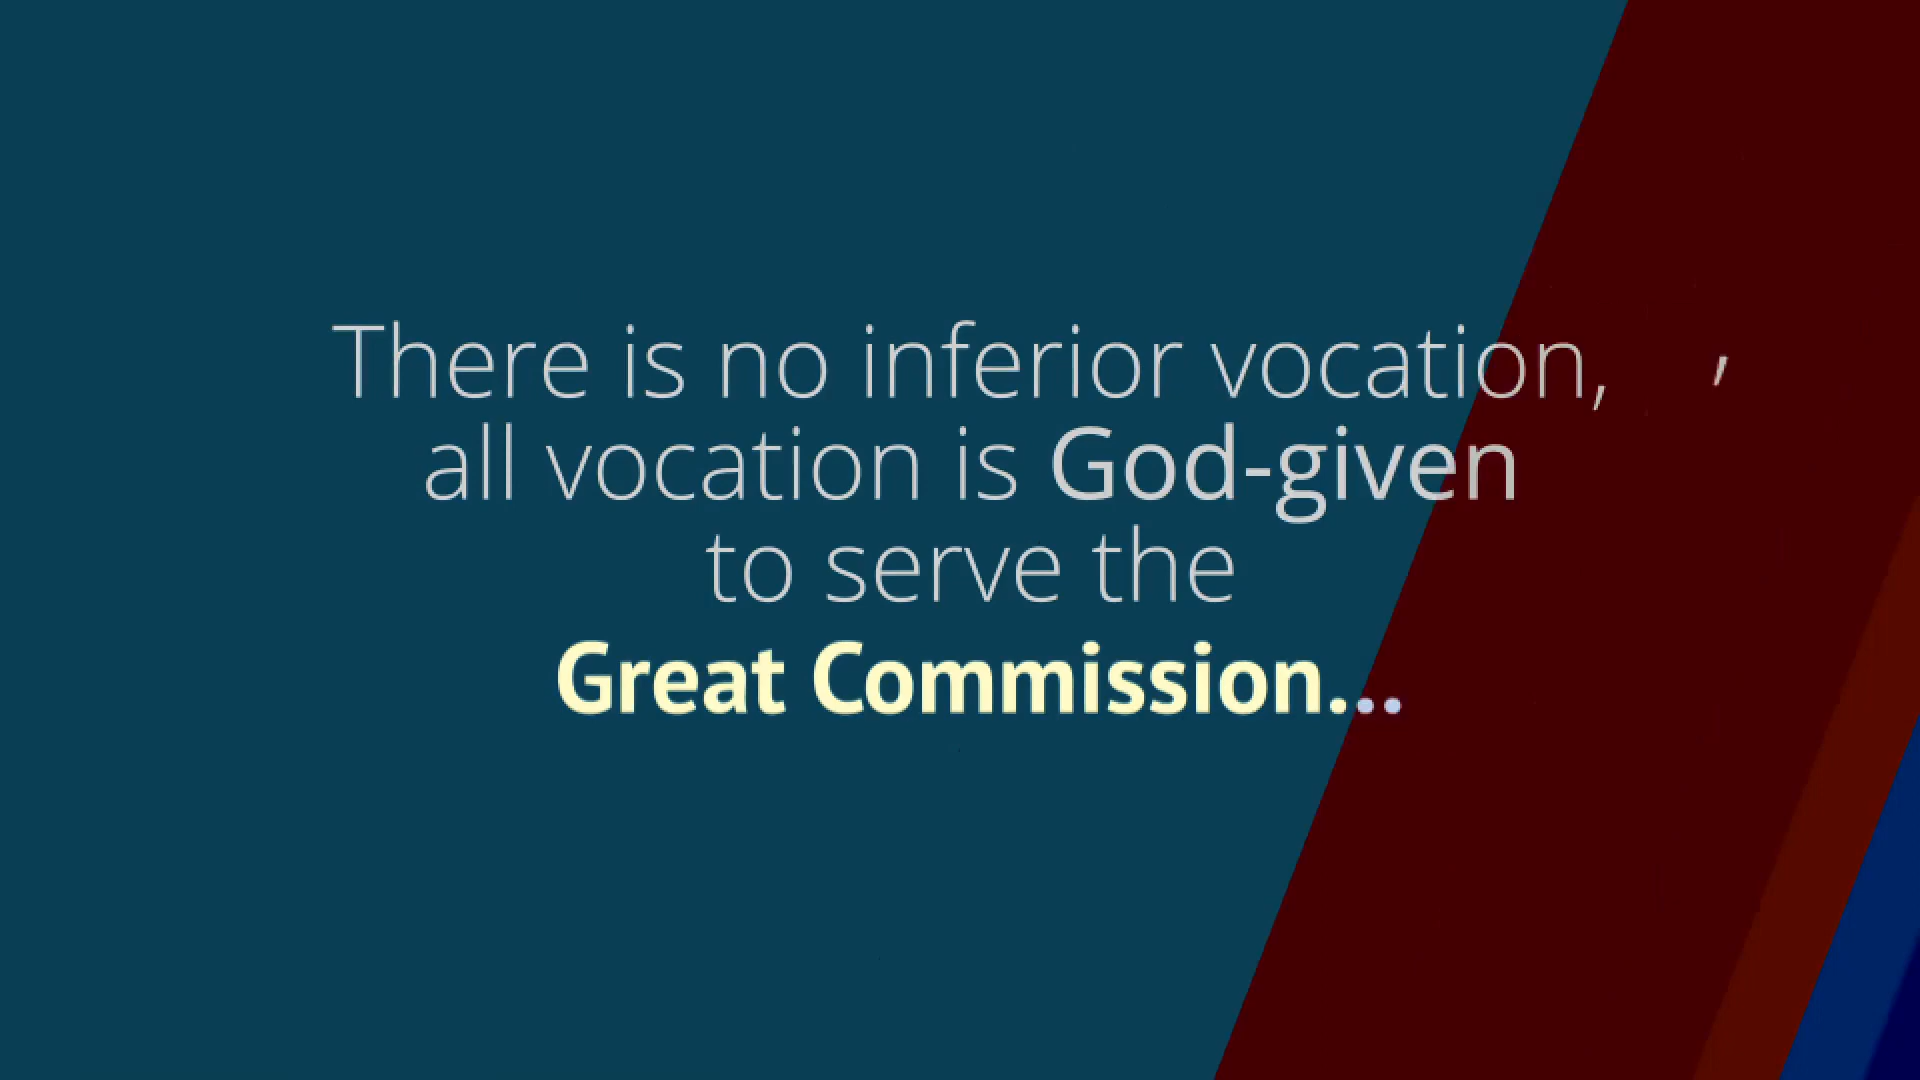 There is no inferior vocation,
all vocation is God-given
to serve the
Great Commission...